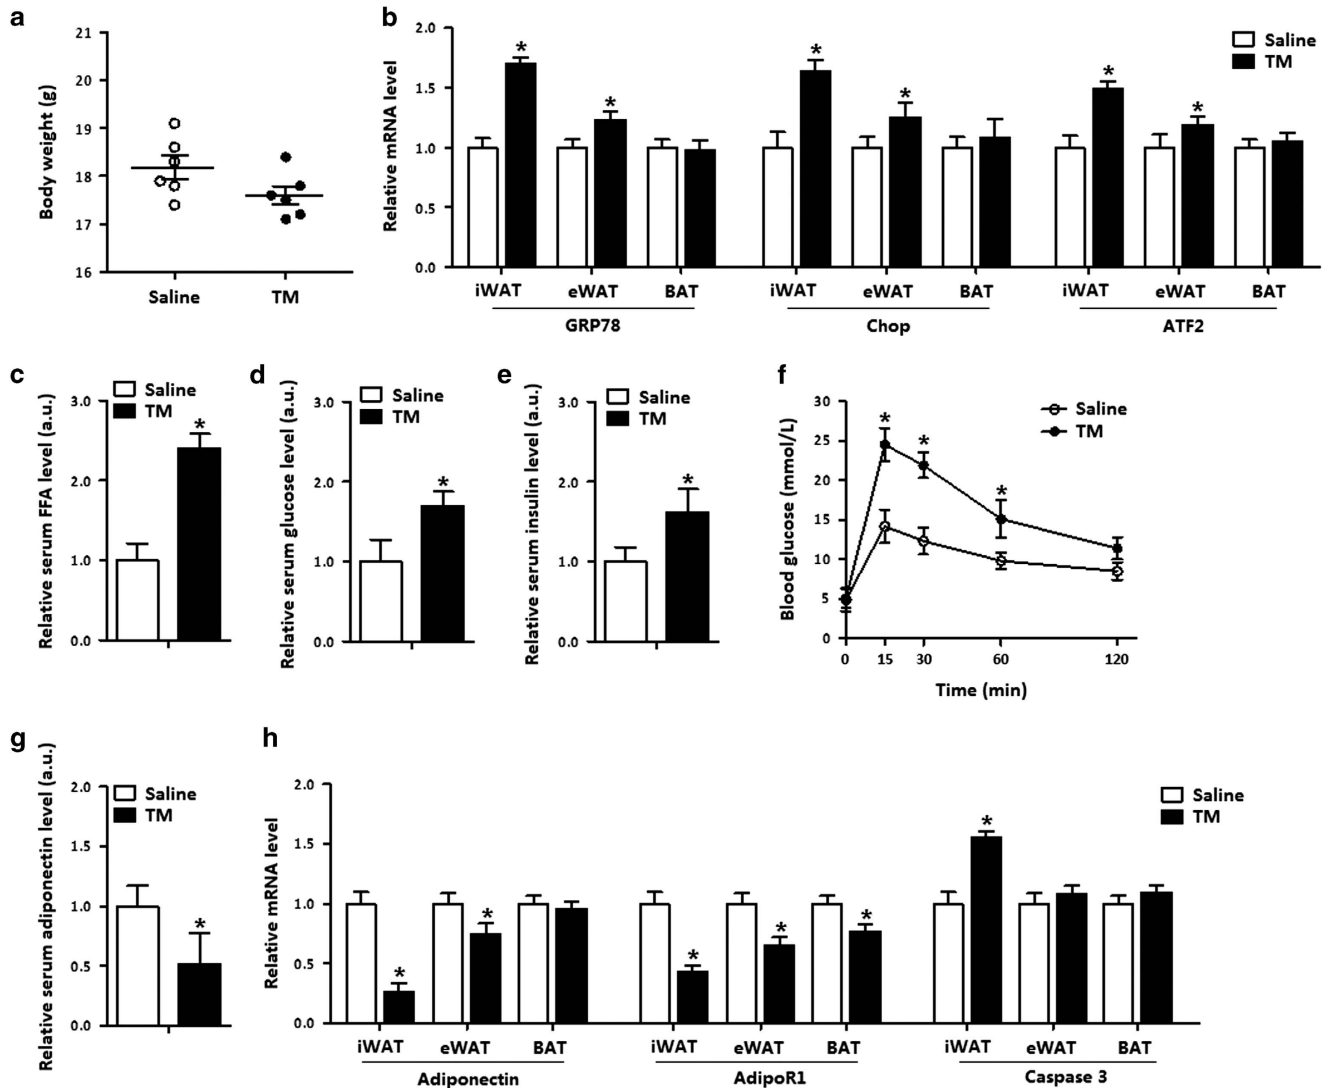 a
Body weight (g)
21
20
19
18
17
16
Saline TM
b
Relative mRNA level
2.0
1.5
1.0
0.5
0.0
* * * * * *
Saline
TM
iWAT eWAT BAT iWAT eWAT BAT iWAT eWAT BAT
GRP78 Chop ATF2
c
Relative serum FFA level (a.u.)
Saline
TM
3.0
2.0
1.0
0.0
*
d
Relative serum glucose level (a.u.)
Saline
TM
3.0
2.0
1.0
0.0
*
e
Relative serum insulin level (a.u.)
Saline
TM
3.0
2.0
1.0
0.0
*
f
Blood glucose (mmol/L)
30
25
20
15
10
5
0
* * *
Saline
TM
0 15 30 60 120
Time (min)
g
Relative serum adiponectin level (a.u.)
2.0
1.5
1.0
0.5
0.0
Saline
TM
*
h
Relative mRNA level
2.0
1.5
1.0
0.5
0.0
* * * * * *
Saline
TM
iWAT eWAT BAT iWAT eWAT BAT iWAT eWAT BAT
Adiponectin AdipoR1 Caspase 3